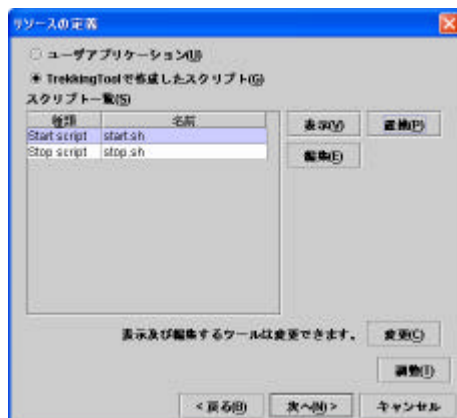 リソースの定義
ユーザアプリケーション(U)
TrekkingToolで作成したスクリプト(G)
スクリプト一覧(S)
種類 名前
Start script start.sh
Stop script stop.sh
表示(V) 置換(P)
編集(E)
表示及び編集するツールは変更できます。 変更(C)
調整(T)
< 戻る(B) 次へ(N) > キャンセル